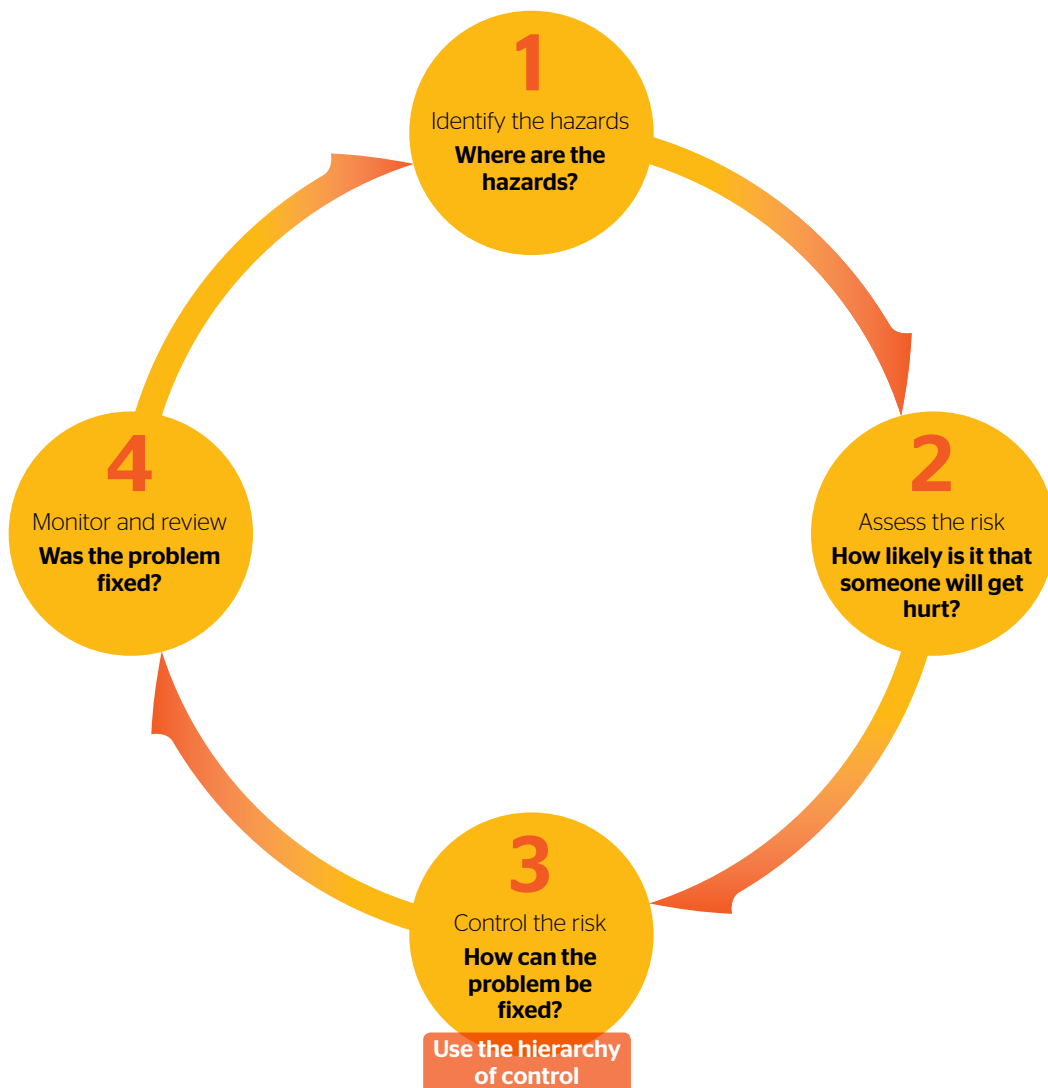 1
Identify the hazards
Where are the
hazards?
2
Assess the risk
How likely is it that
someone will get
hurt?
3
Control the risk
How can the
problem be
fixed?
Use the hierarchy
of control
4
Monitor and review
Was the problem
fixed?